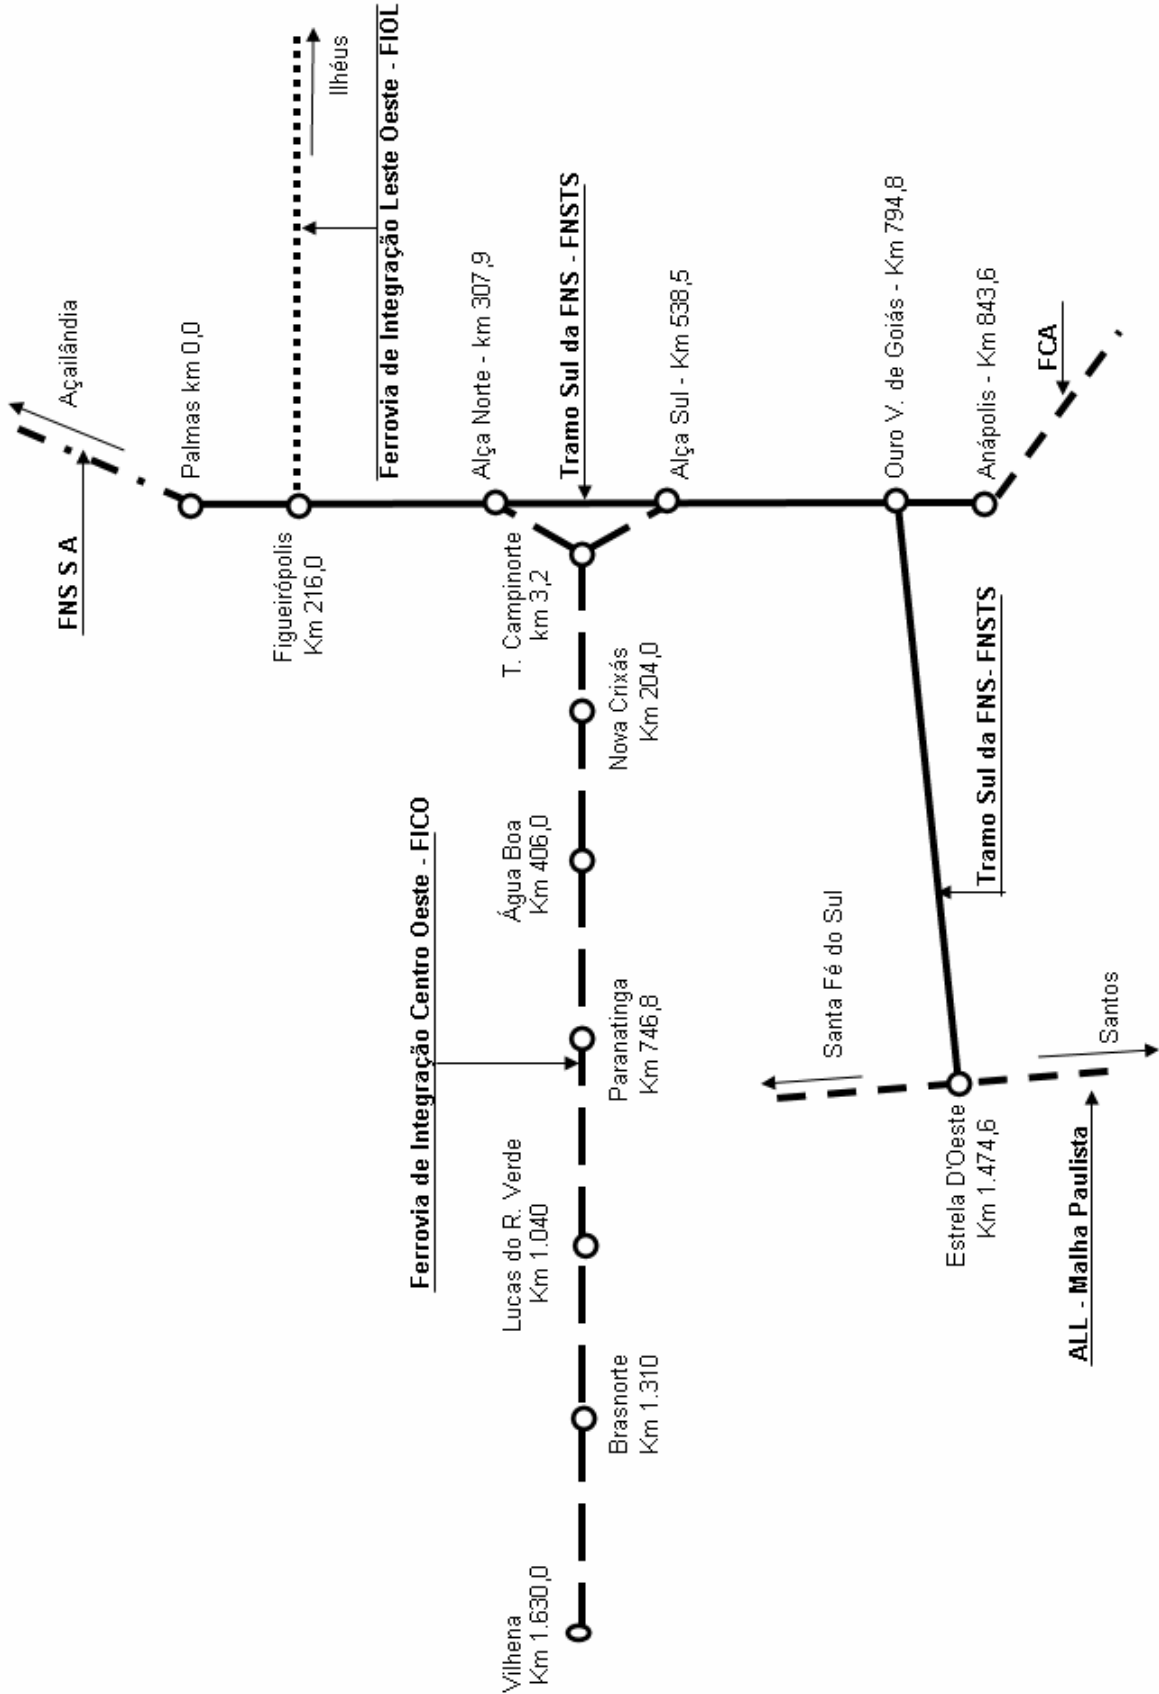 FNS S A
Açailândia
Palmas km 0,0
Figueirópolis
Km 216,0
Ilhéus
Ferrovia de Integração Leste Oeste - FIOL
Alça Norte - km 307,9
Tramo Sul da FNS - FNSTS
Alça Sul - Km 538,5
Ouro V. de Goiás - Km 794,8
Anápolis - Km 843,6
FCA
T. Campinorte
km 3,2
Nova Crixás
Km 204,0
Água Boa
Km 406,0
Ferrovia de Integração Centro Oeste - FICO
Paranatinga
Km 746,8
Lucas do R. Verde
Km 1.040
Brasnorte
Km 1.310
Vilhena
Km 1.630,0
Tramo Sul da FNS- FNSTS
Santa Fé do Sul
Santos
Estrela D'Oeste
Km 1.474,6
ALL - Malha Paulista